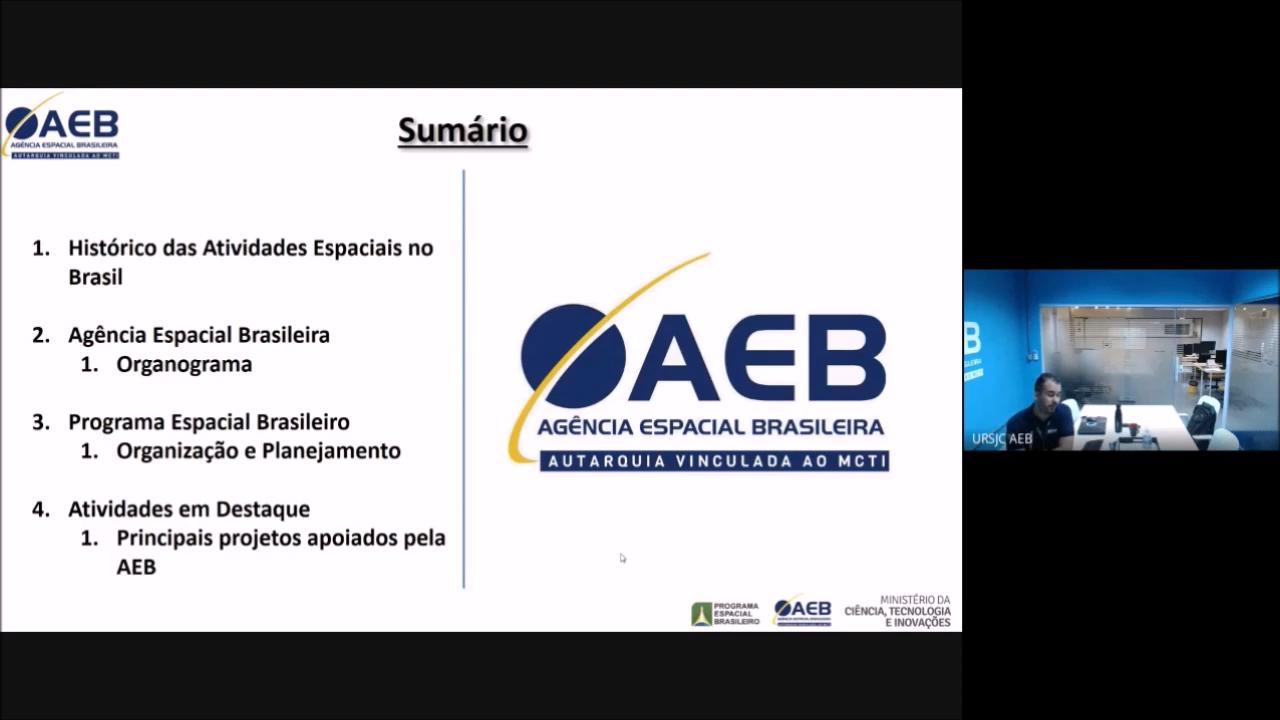 AEB
AGÊNCIA ESPACIAL BRASILEIRA
AUTARQUIA VINCULADA AO MCTI
Sumário
1. Histórico das Atividades Espaciais no
Brasil
2. Agência Espacial Brasileira
1. Organograma
3. Programa Espacial Brasileiro
1. Organização e Planejamento
4. Atividades em Destaque
1. Principais projetos apoiados pela
AEB
AEB
AGÊNCIA ESPACIAL BRASILEIRA
AUTARQUIA VINCULADA AO MCTI
PROGRAMA
ESPACIAL
BRASILEIRO
AEB
MINISTÉRIO DA
CIÊNCIA, TECNOLOGIA
E INOVAÇÕES
B
URSJC AEB